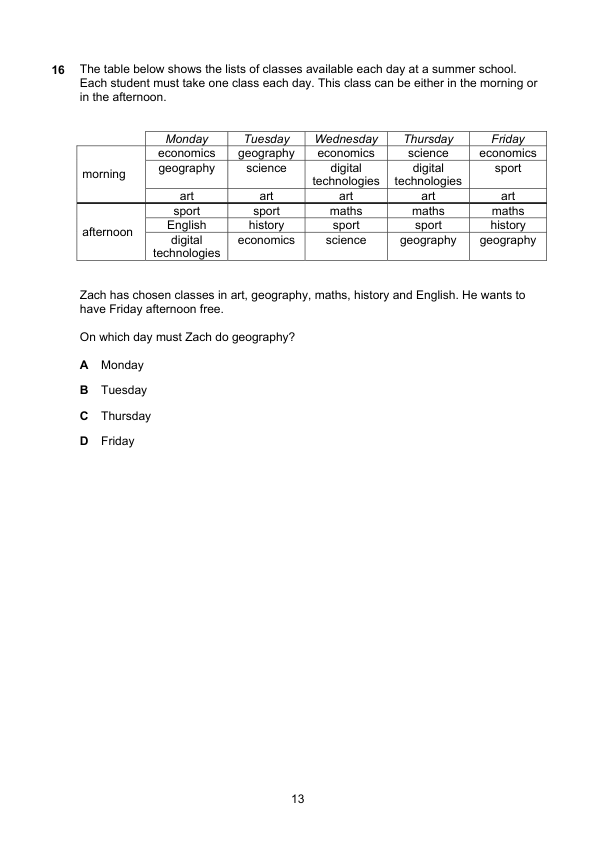 16 The table below shows the lists of classes available each day at a summer school.
Each student must take one class each day. This class can be either in the morning or
in the afternoon.
Monday Tuesday Wednesday Thursday Friday
morning
economics geography economics science economics
geography science digital technologies digital technologies sport
art art art art art
afternoon
sport sport maths maths maths
English history sport sport history
digital technologies economics science geography geography
Zach has chosen classes in art, geography, maths, history and English. He wants to
have Friday afternoon free.
On which day must Zach do geography?
A Monday
B Tuesday
C Thursday
D Friday
13